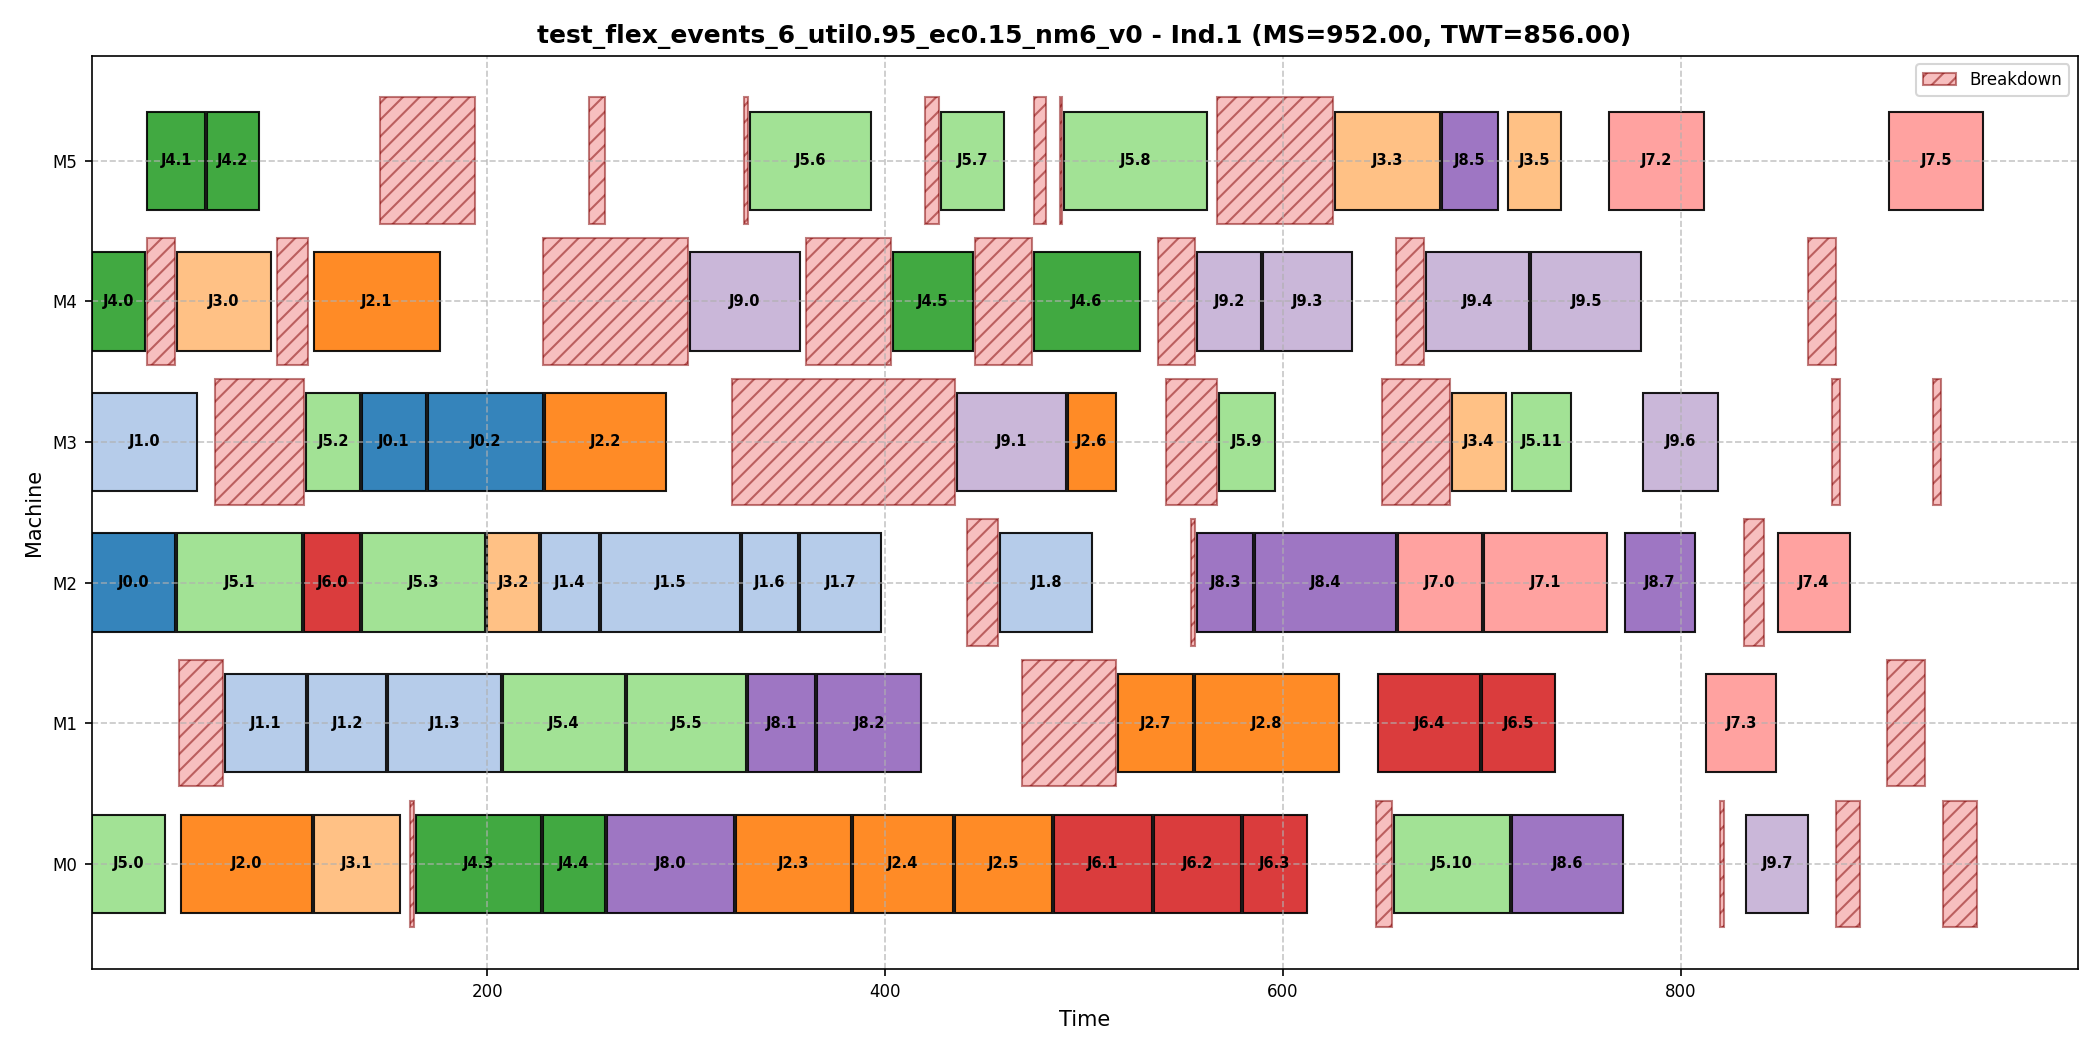 test_flex_events_6_util0.95_ec0.15_nm6_v0 - Ind.1 (MS=952.00, TWT=856.00)
Breakdown
M5 J4.1 J4.2 J5.6 J5.7 J5.8 J3.3 J8.5 J3.5 J7.2 J7.5
M4 J4.0 J3.0 J2.1 J9.0 J4.5 J4.6 J9.2 J9.3 J9.4 J9.5
M3 J1.0 J5.2 J0.1 J0.2 J2.2 J9.1 J2.6 J5.9 J3.4 J5.11 J9.6
M2 J0.0 J5.1 J6.0 J5.3 J3.2 J1.4 J1.5 J1.6 J1.7 J1.8 J8.3 J8.4 J7.0 J7.1 J8.7 J7.4
M1 J1.1 J1.2 J1.3 J5.4 J5.5 J8.1 J8.2 J2.7 J2.8 J6.4 J6.5 J7.3
M0 J5.0 J2.0 J3.1 J4.3 J4.4 J8.0 J2.3 J2.4 J2.5 J6.1 J6.2 J6.3 J5.10 J8.6 J9.7
Machine
200 400 600 800
Time